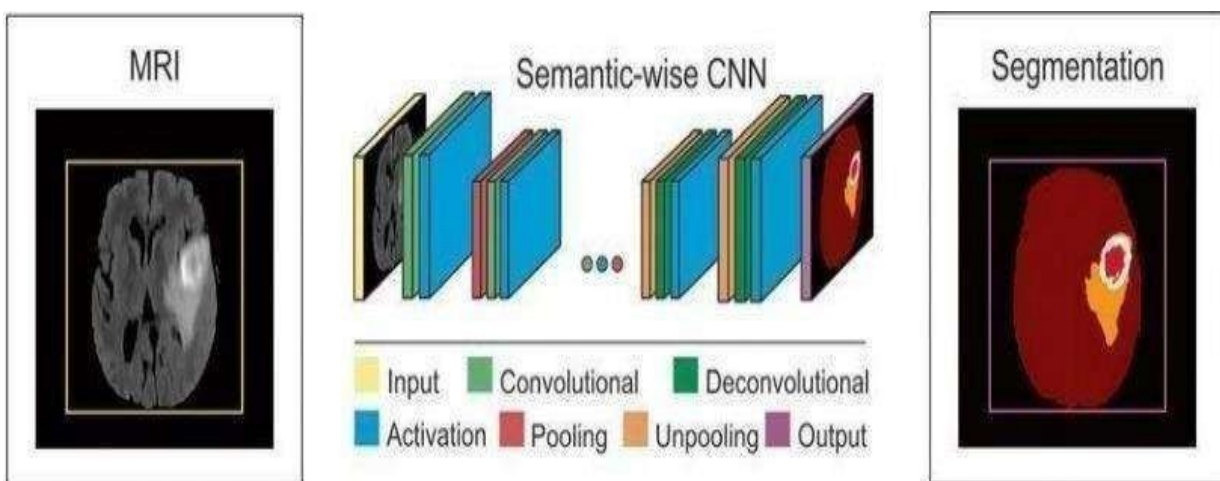 MRI
Semantic-wise CNN
Segmentation
Input
Convolutional
Deconvolutional
Activation
Pooling
Unpooling
Output